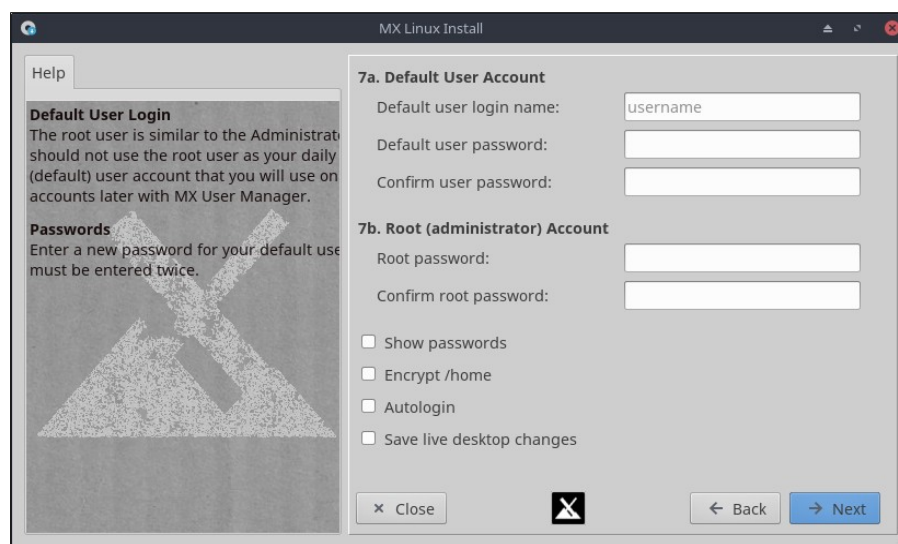 MX Linux Install
Help
Default User Login
The root user is similar to the
should not use the root user as your daily
(default) user account that you will use on
accounts later with MX User Manager.
Passwords
Enter a new password for your default use
must be entered twice.
7a. Default User Account
Default user login name: username
Default user password:
Confirm user password:
7b. Root (administrator) Account
Root password:
Confirm root password:
Show passwords
Encrypt /home
Autologin
Save live desktop changes
Close
Back
Next